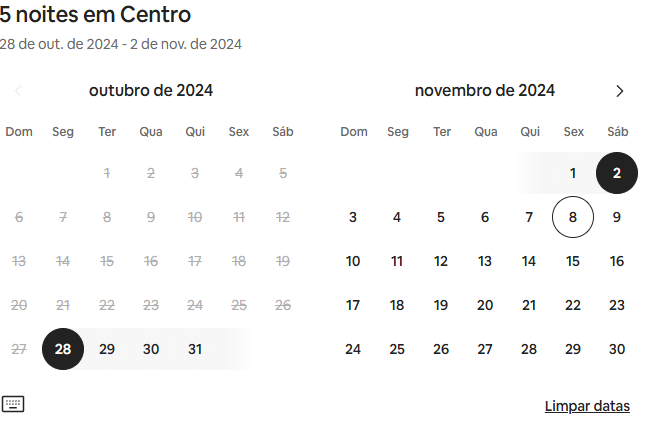 5 noites em Centro
28 de out. de 2024 - 2 de nov. de 2024
outubro de 2024
Dom Seg Ter Qua Qui Sex Sáb
1 2 3 4 5
6 7 8 9 10 11 12
13 14 15 16 17 18 19
20 21 22 23 24 25 26
27 28 29 30 31
novembro de 2024
Dom Seg Ter Qua Qui Sex Sáb
1 2
3 4 5 6 7 8 9
10 11 12 13 14 15 16
17 18 19 20 21 22 23
24 25 26 27 28 29 30
Limpar datas